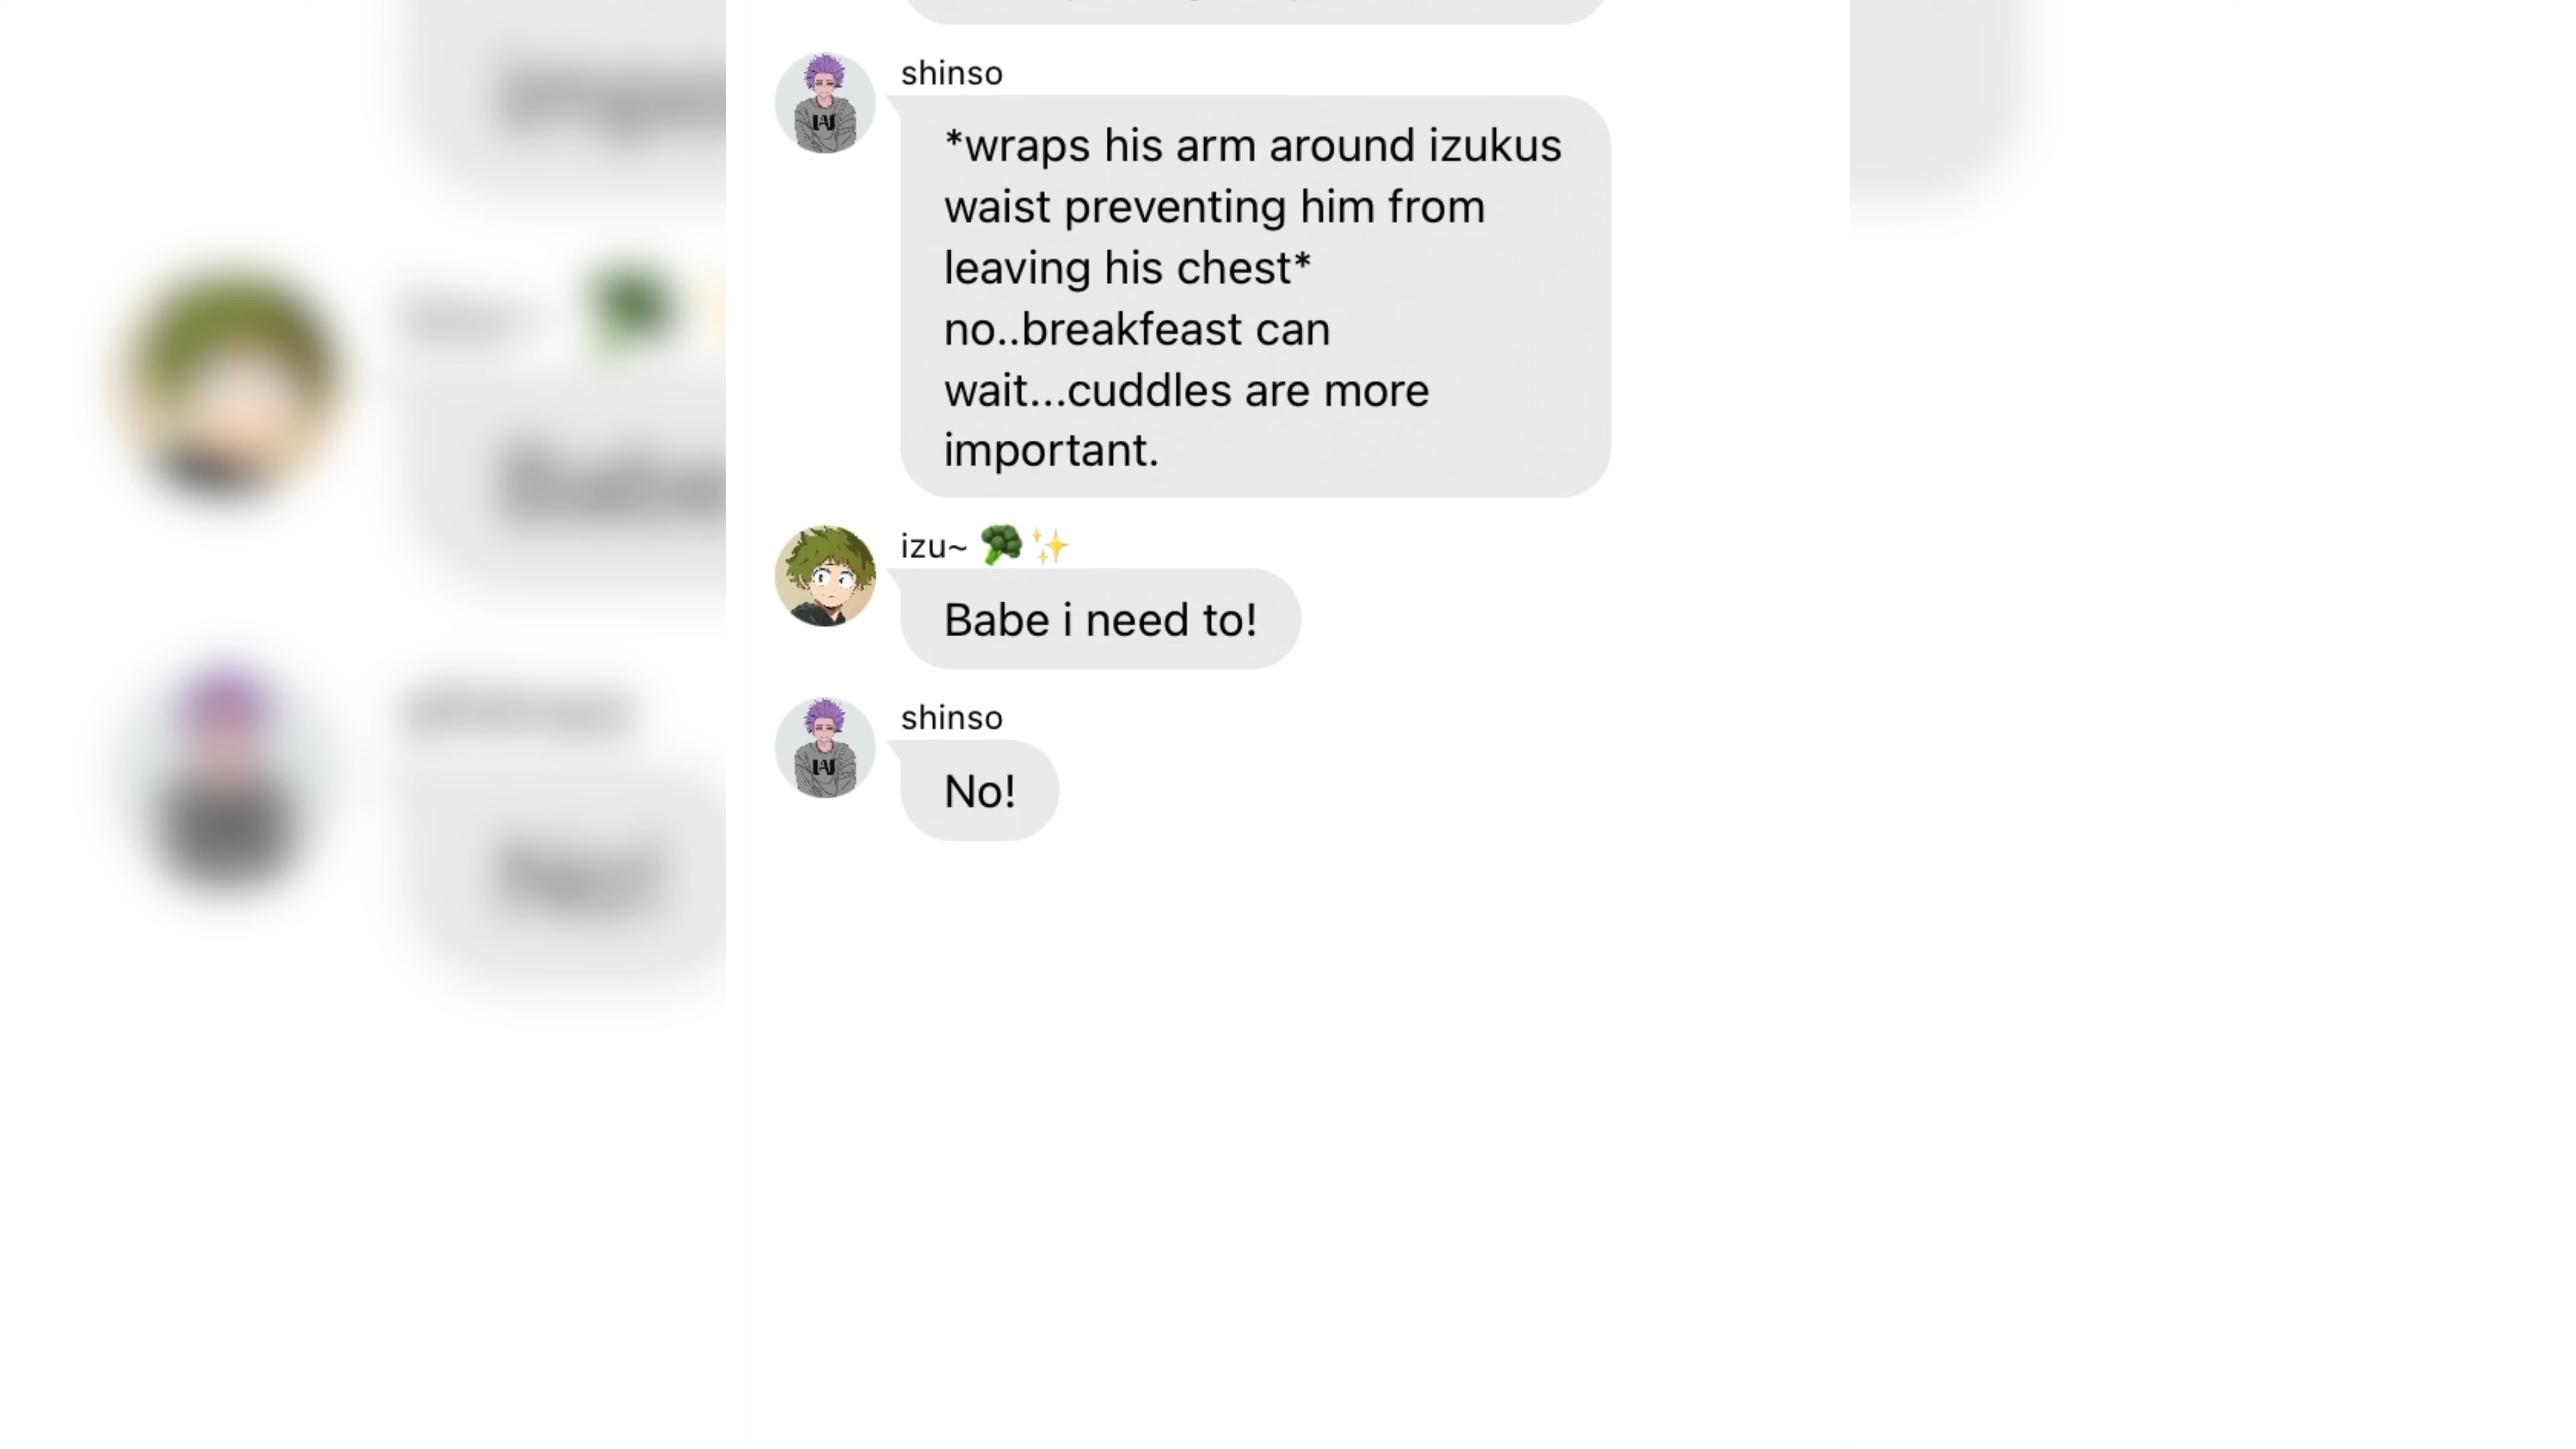 shinso
*wraps his arm around izukus
waist preventing him from
leaving his chest*
no..breakfeast can
wait...cuddles are more
important.
izu~ 🥦✨
Babe i need to!
shinso
No!